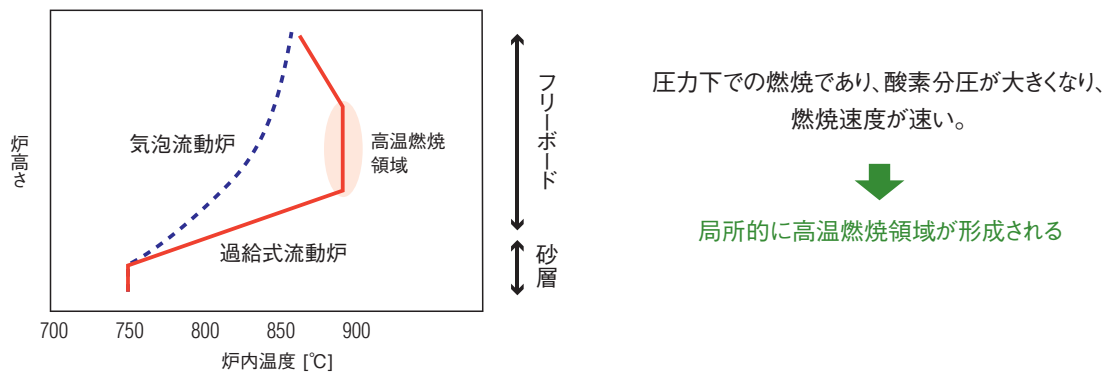 炉高さ
気泡流動炉
過給式流動炉
高温燃焼
領域
フリーボード
砂層
700 750 800 850 900
炉内温度 [℃]
圧力下での燃焼であり、酸素分圧が大きくなり、
燃焼速度が速い。
局所的に高温燃焼領域が形成される